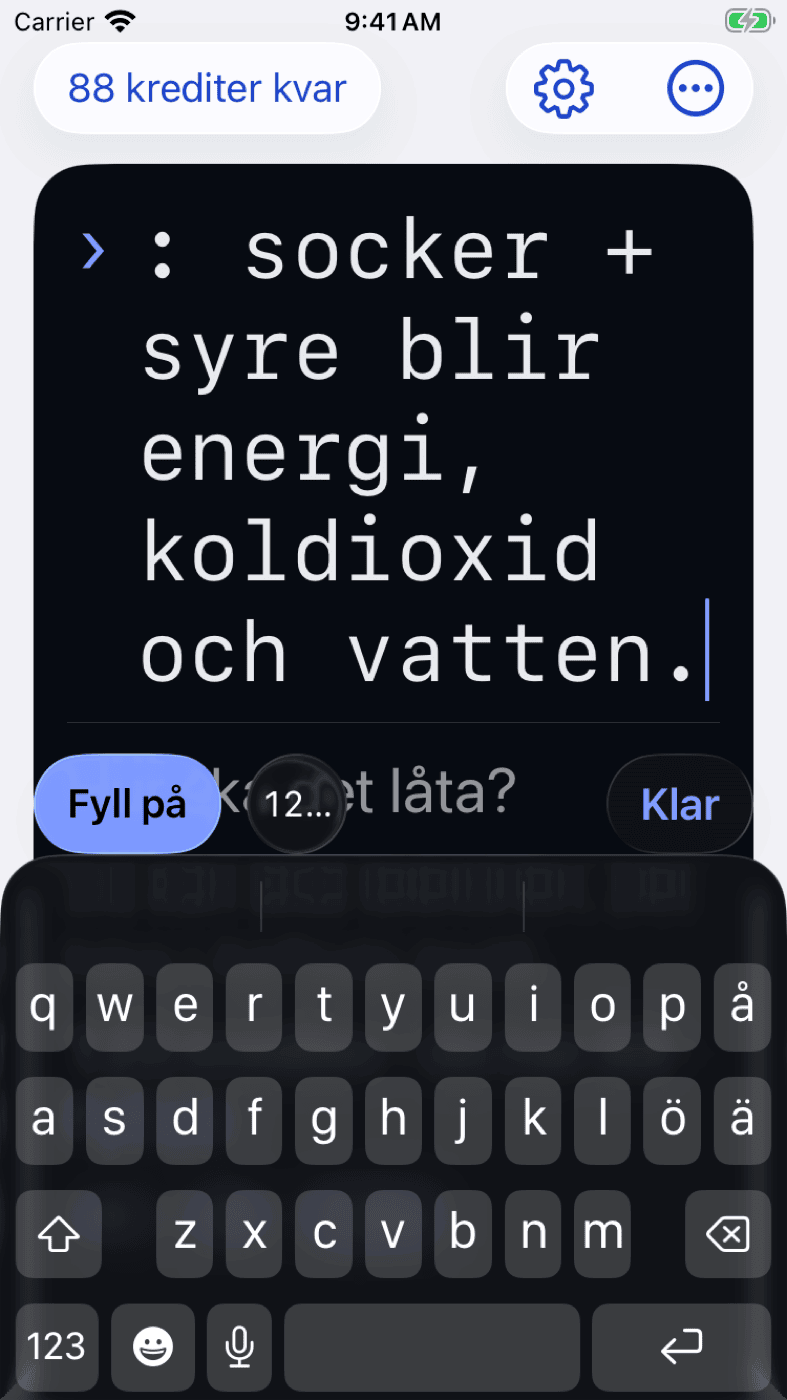 Carrier 9:41 AM
88 krediter kvar
: socker +
syre blir
energi,
koldioxid
och vatten.
Fyll på 12… låta? Klar
q w e r t y u i o p å
a s d f g h j k l ö ä
z x c v b n m
123